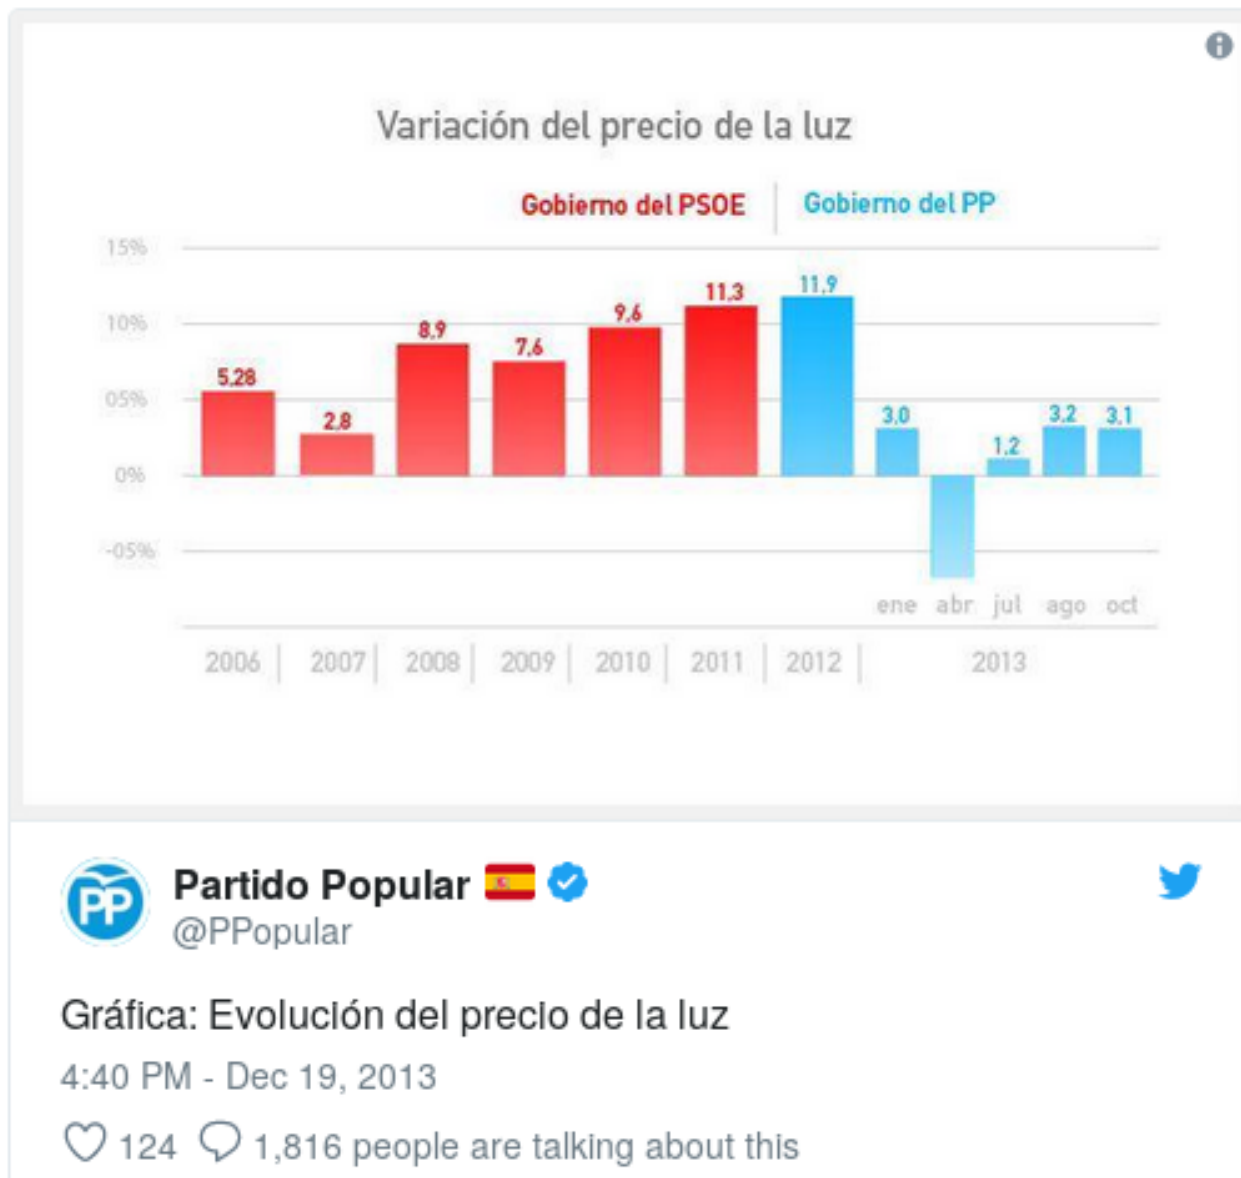 Variación del precio de la luz
Gobierno del PSOE Gobierno del PP
15%
10%
05%
0%
-05%
5,28
2,8
8,9
7,6
9,6
11,3
11,9
3,0
1,2
3,2
3,1
ene abr jul ago oct
2006 2007 2008 2009 2010 2011 2012 2013
PP
Partido Popular
@PPopular
Gráfica: Evolución del precio de la luz
4:40 PM - Dec 19, 2013
124 1,816 people are talking about this